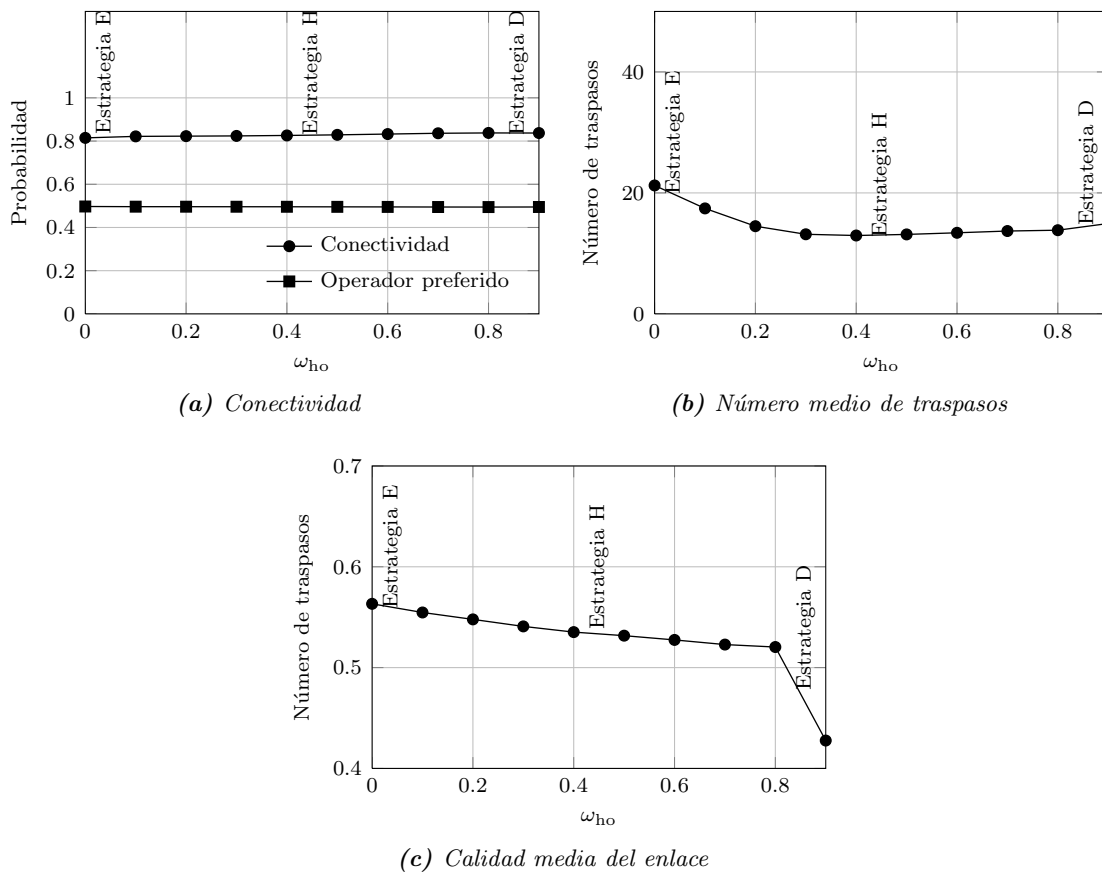 Probabilidad
1
0.8
0.6
0.4
0.2
0
Estrategia E
Estrategia H
Estrategia D
Conectividad
Operador preferido
0 0.2 0.4 0.6 0.8
ωho
(a) Conectividad
Número de traspasos
40
20
0
Estrategia E
Estrategia H
Estrategia D
0 0.2 0.4 0.6 0.8
ωho
(b) Número medio de traspasos
Número de traspasos
0.7
0.6
0.5
0.4
Estrategia E
Estrategia H
Estrategia D
0 0.2 0.4 0.6 0.8
ωho
(c) Calidad media del enlace